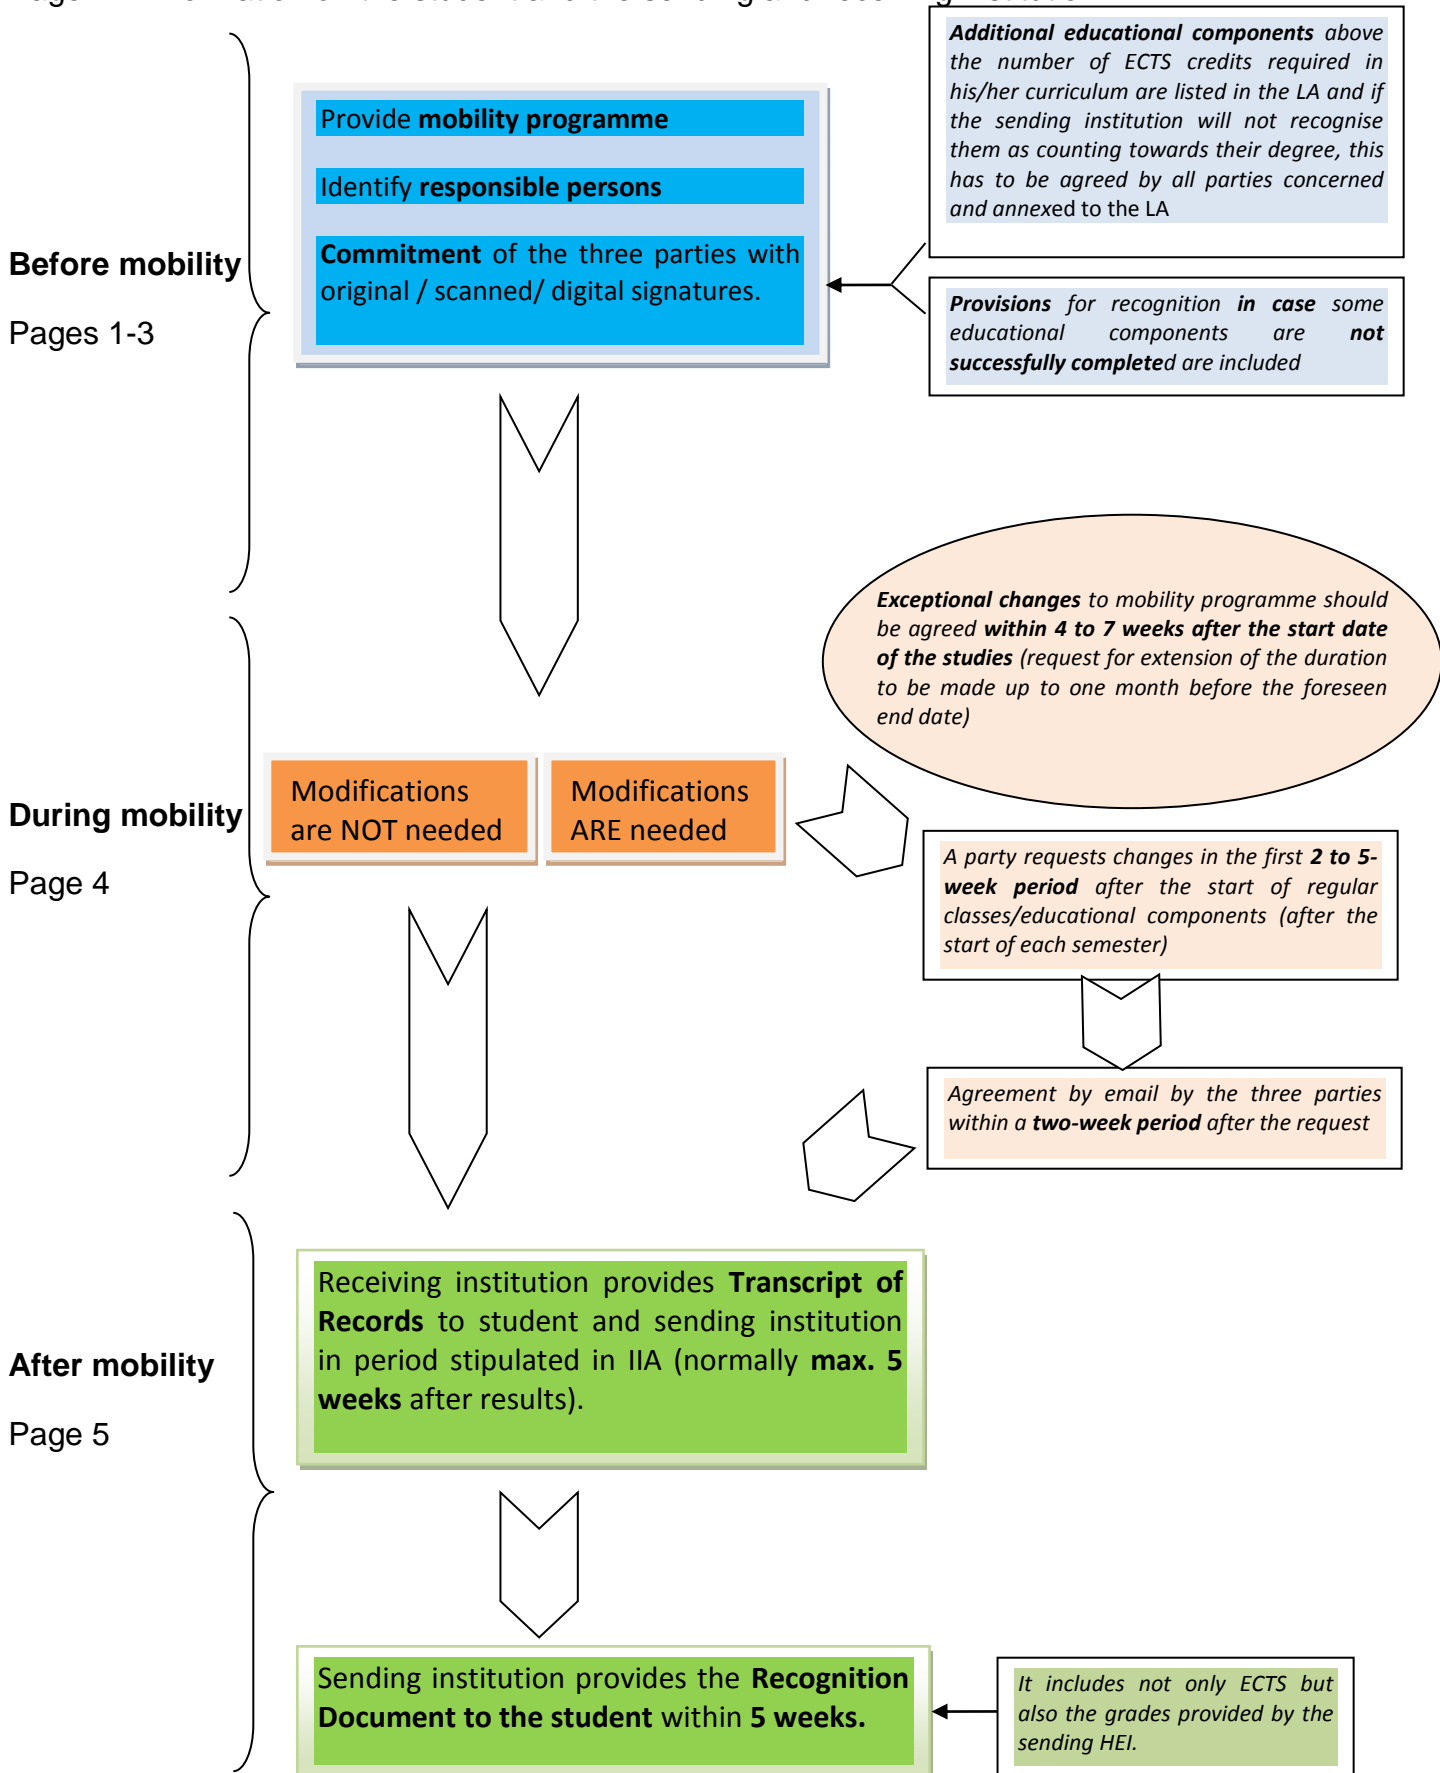 Additional educational components above
the number of ECTS credits required in
his/her curriculum are listed in the LA and if
the sending institution will not recognise
them as counting towards their degree, this
has to be agreed by all parties concerned
and annexed to the LA
Provide mobility programme
Identify responsible persons
Commitment of the three parties with
original / scanned/ digital signatures.
Before mobility
Pages 1-3
Provisions for recognition in case some
educational components are not
successfully completed are included
Exceptional changes to mobility programme should
be agreed within 4 to 7 weeks after the start date
of the studies (request for extension of the duration
to be made up to one month before the foreseen
end date)
During mobility
Page 4
Modifications
are NOT needed
Modifications
ARE needed
A party requests changes in the first 2 to 5-
week period after the start of regular
classes/educational components (after the
start of each semester)
Agreement by email by the three parties
within a two-week period after the request
After mobility
Page 5
Receiving institution provides Transcript of
Records to student and sending institution
in period stipulated in IIA (normally max. 5
weeks after results).
Sending institution provides the Recognition
Document to the student within 5 weeks.
It includes not only ECTS but
also the grades provided by the
sending HEI.